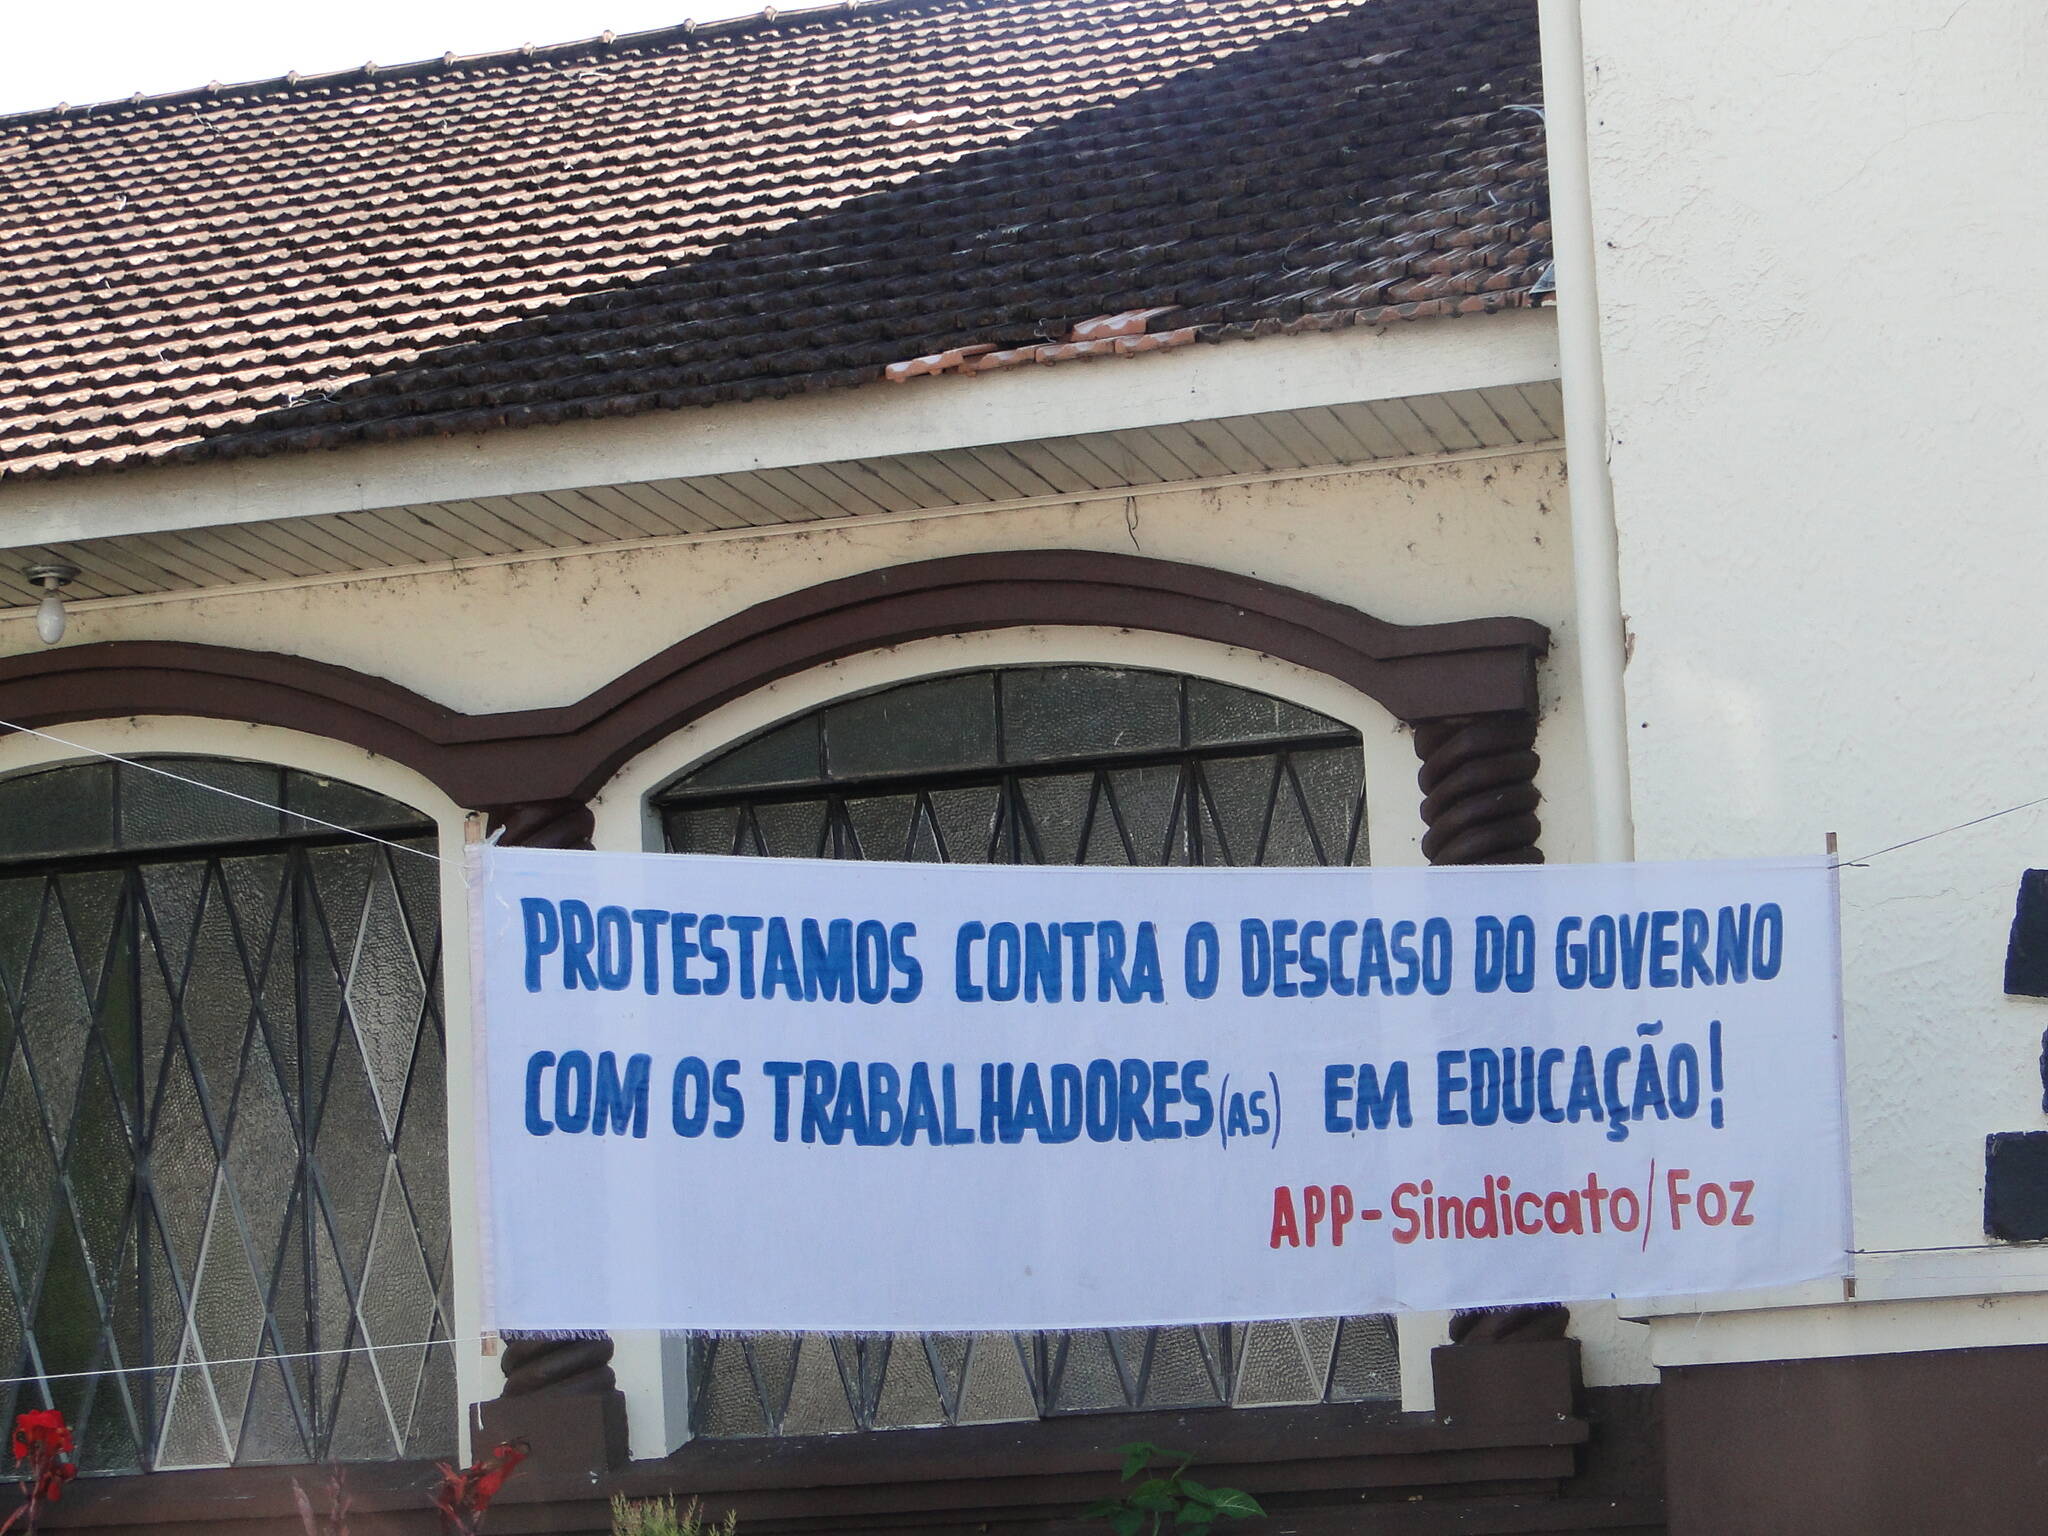 PROTESTAMOS CONTRA O DESCASO DO GOVERNO
COM OS TRABALHADORES(AS) EM EDUCAÇÃO!
APP-Sindicato/Foz